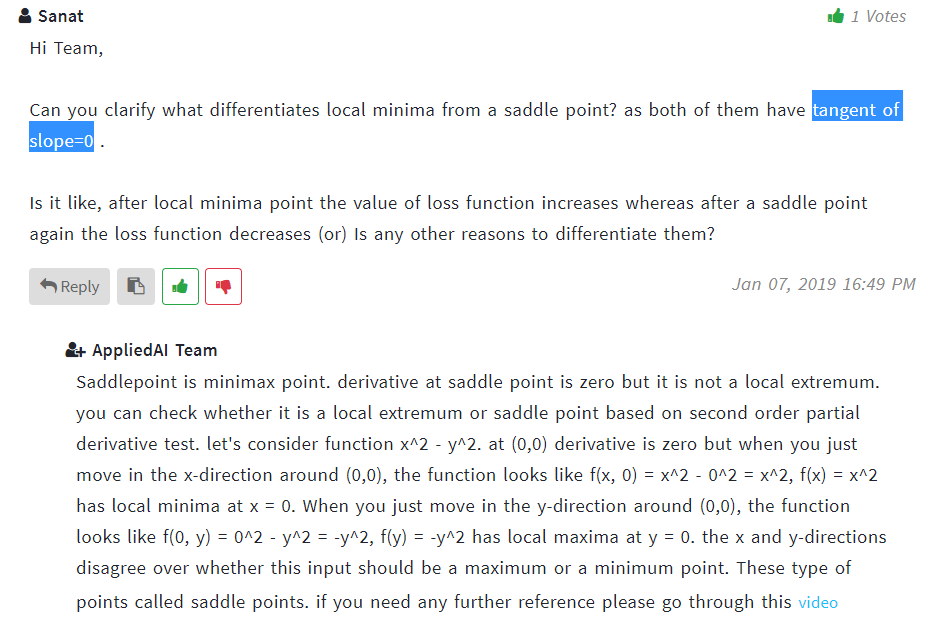 Sanat
1 Votes
Hi Team,
Can you clarify what differentiates local minima from a saddle point? as both of them have tangent of
slope=0 .
Is it like, after local minima point the value of loss function increases whereas after a saddle point
again the loss function decreases (or) Is any other reasons to differentiate them?
Reply
Jan 07, 2019 16:49 PM
AppliedAI Team
Saddlepoint is minimax point. derivative at saddle point is zero but it is not a local extremum.
you can check whether it is a local extremum or saddle point based on second order partial
derivative test. let's consider function x^2 - y^2. at (0,0) derivative is zero but when you just
move in the x-direction around (0,0), the function looks like f(x, 0) = x^2 - 0^2 = x^2, f(x) = x^2
has local minima at x = 0. When you just move in the y-direction around (0,0), the function
looks like f(0, y) = 0^2 - y^2 = -y^2, f(y) = -y^2 has local maxima at y = 0. the x and y-directions
disagree over whether this input should be a maximum or a minimum point. These type of
points called saddle points. if you need any further reference please go through this video